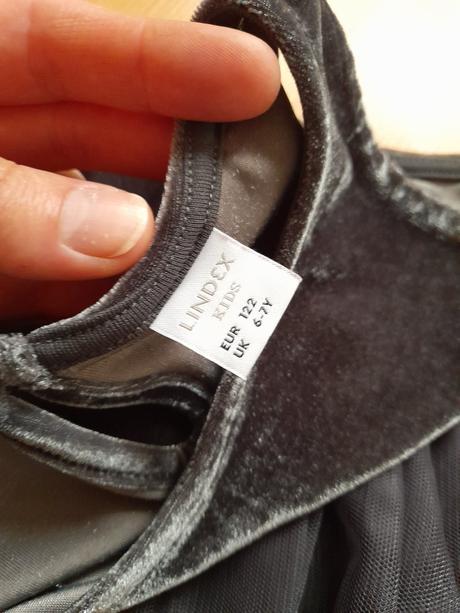 LINDEX
KIDS
EUR 122
UK 6-7Y